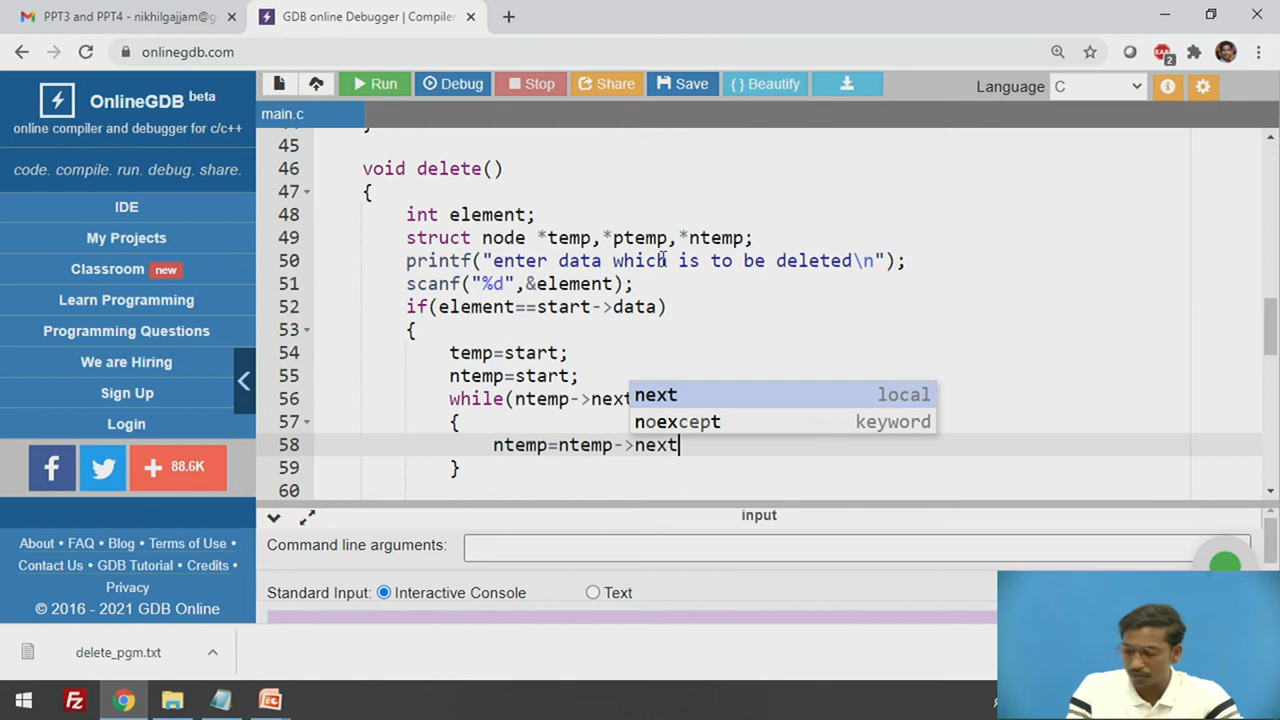 PPT3 and PPT4 - nikhilgajjam@g
GDB online Debugger | Compiler
onlinegdb.com
2
OnlineGDB beta
online compiler and debugger for c/c++
code. compile. run. debug. share.
IDE
My Projects
Classroom new
Learn Programming
Programming Questions
We are Hiring
Sign Up
Login
88.6K
About • FAQ • Blog • Terms of Use •
Contact Us • GDB Tutorial • Credits •
Privacy
© 2016 - 2021 GDB Online
Run
Debug
Stop
Share
Save
{ } Beautify
Language C
main.c
45
46 void delete()
47 {
48 int element;
49 struct node *temp,*ptemp,*ntemp;
50 printf("enter data which is to be deleted\n");
51 scanf("%d",&element);
52 if(element==start->data)
53 {
54 temp=start;
55 ntemp=start;
56 while(ntemp->next
57 {
58 ntemp=ntemp->next
59 }
60
next local
noexcept keyword
input
Command line arguments:
Standard Input: Interactive Console Text
delete_pgm.txt